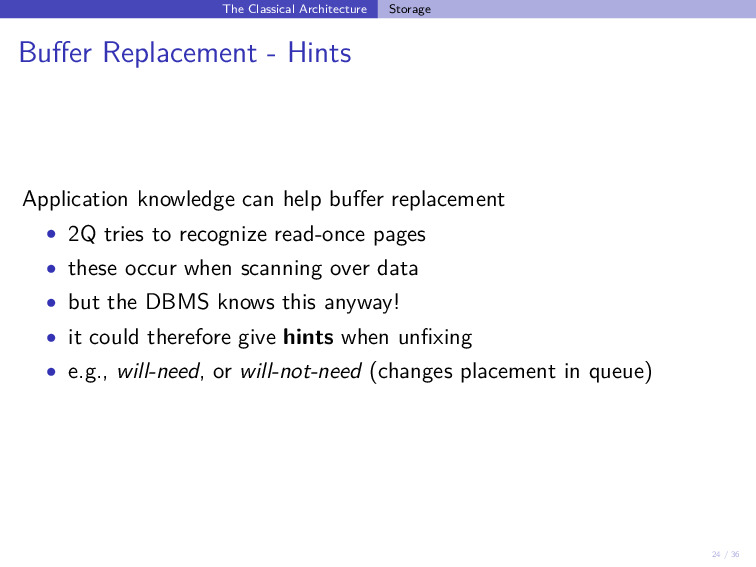 The Classical Architecture Storage
Buffer Replacement - Hints
Application knowledge can help buffer replacement
• 2Q tries to recognize read-once pages
• these occur when scanning over data
• but the DBMS knows this anyway!
• it could therefore give hints when unfixing
• e.g., will-need, or will-not-need (changes placement in queue)
24 / 36